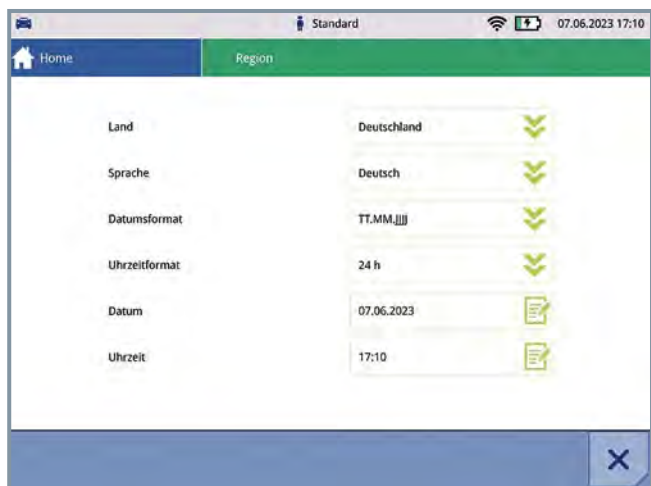 Standard 07.06.2023 17:10
Home Region
Land Deutschland
Sprache Deutsch
Datumsformat TT.MM.JJJJ
Uhrzeitformat 24 h
Datum 07.06.2023
Uhrzeit 17:10